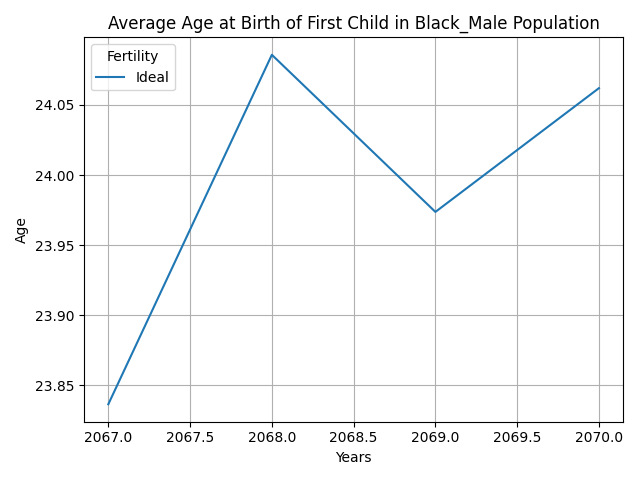 Average Age at Birth of First Child in Black_Male Population
Fertility
Ideal
24.05
24.00
23.95
23.90
23.85
Age
2067.0 2067.5 2068.0 2068.5 2069.0 2069.5 2070.0
Years